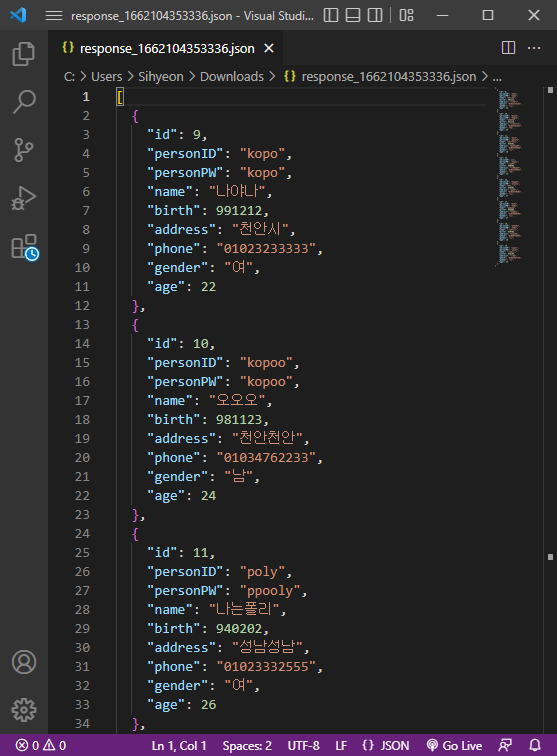 response_1662104353336.json - Visual Studi...
{} response_1662104353336.json ×
C: > Users > Sihyeon > Downloads > {} response_1662104353336.json > ...
1 [
2 {
3 "id": 9,
4 "personID": "kopo",
5 "personPW": "kopo",
6 "name": "나야나",
7 "birth": 991212,
8 "address": "천안시",
9 "phone": "01023233333",
10 "gender": "여",
11 "age": 22
12 },
13 {
14 "id": 10,
15 "personID": "kopoo",
16 "personPW": "kopoo",
17 "name": "오오오",
18 "birth": 981123,
19 "address": "천안천안",
20 "phone": "01034762233",
21 "gender": "남",
22 "age": 24
23 },
24 {
25 "id": 11,
26 "personID": "poly",
27 "personPW": "ppooly",
28 "name": "나는폴리",
29 "birth": 940202,
30 "address": "성남성남",
31 "phone": "01023332555",
32 "gender": "여",
33 "age": 26
34 },
0 0 Ln 1, Col 1 Spaces: 2 UTF-8 LF {} JSON Go Live